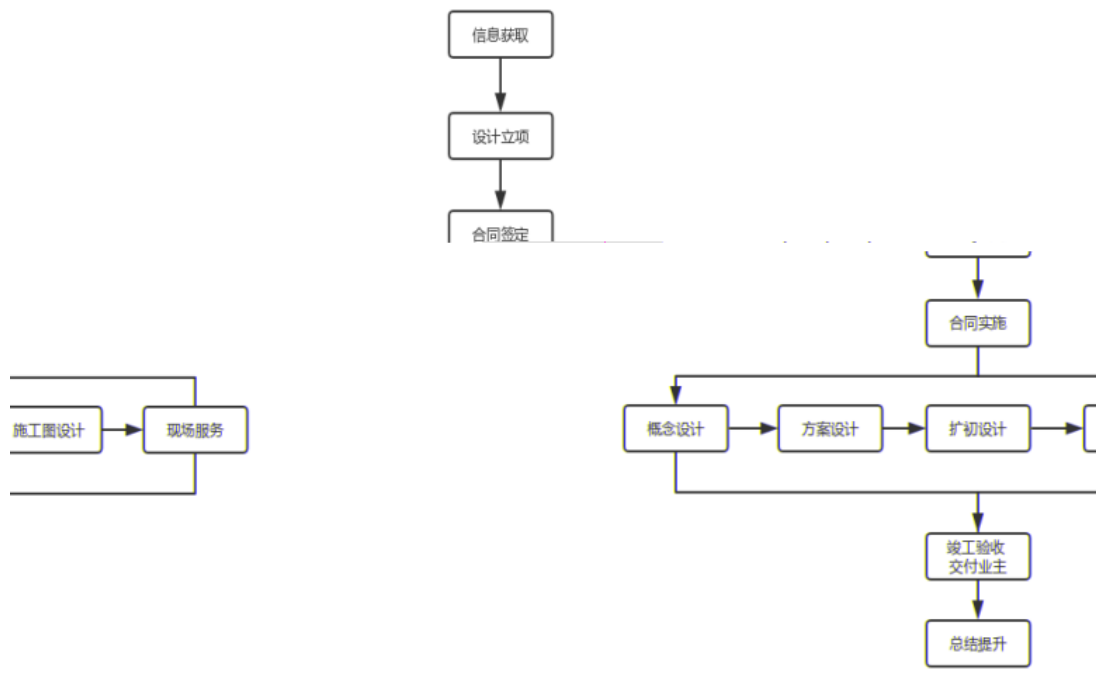 信息获取
设计立项
合同签定
合同实施
施工图设计
现场服务
概念设计
方案设计
扩初设计
竣工验收
交付业主
总结提升